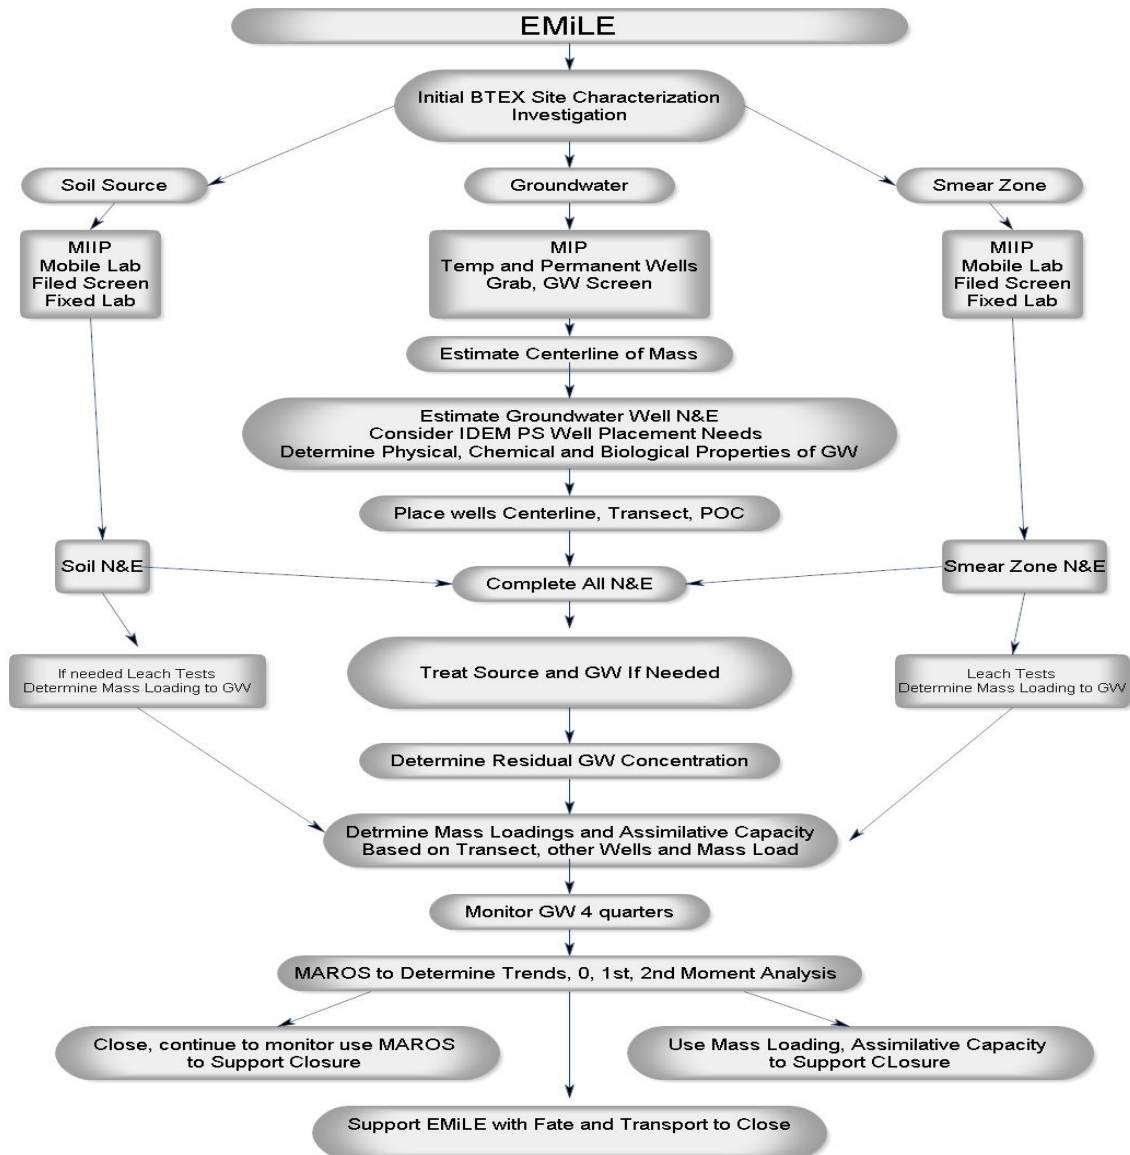 EMiLE
Initial BTEX Site Characterization
Investigation
Soil Source
Groundwater
Smear Zone
MIIP
Mobile Lab
Filed Screen
Fixed Lab
MIP
Temp and Permanent Wells
Grab, GW Screen
MIIP
Mobile Lab
Filed Screen
Fixed Lab
Estimate Centerline of Mass
Estimate Groundwater Well N&E
Consider IDEM PS Well Placement Needs
Determine Physical, Chemical and Biological Properties of GW
Place wells Centerline, Transect, POC
Soil N&E
Complete All N&E
Smear Zone N&E
If needed Leach Tests
Determine Mass Loading to GW
Treat Source and GW If Needed
Leach Tests
Determine Mass Loading to GW
Determine Residual GW Concentration
Detrmine Mass Loadings and Assimilative Capacity
Based on Transect, other Wells and Mass Load
Monitor GW 4 quarters
MAROS to Determine Trends, 0, 1st, 2nd Moment Analysis
Close, continue to monitor use MAROS
to Support Closure
Use Mass Loading, Assimilative Capacity
to Support CLosure
Support EMiLE with Fate and Transport to Close